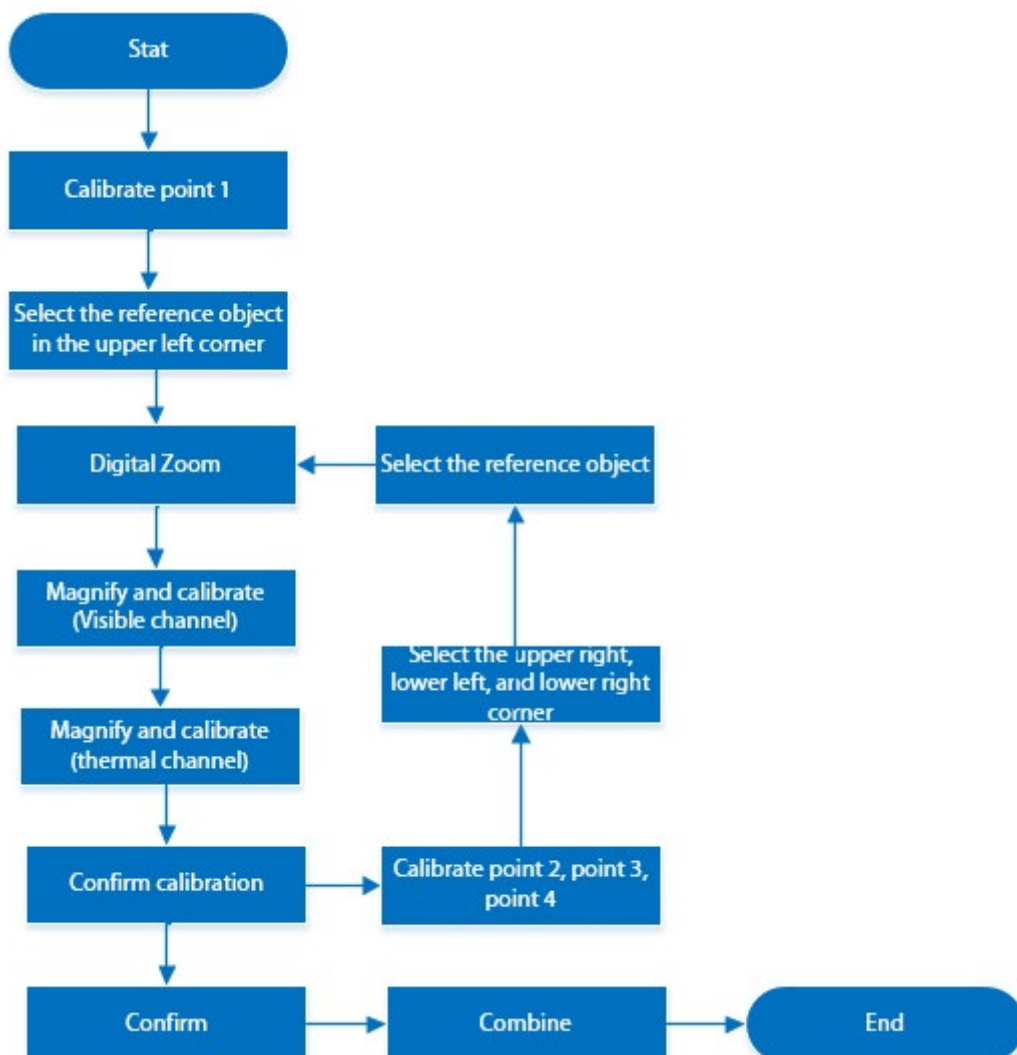 Stat
Calibrate point 1
Select the reference object
in the upper left corner
Digital Zoom
Select the reference object
Magnify and calibrate
(Visible channel)
Select the upper right,
lower left, and lower right
corner
Magnify and calibrate
(thermal channel)
Confirm calibration
Calibrate point 2, point 3,
point 4
Confirm
Combine
End